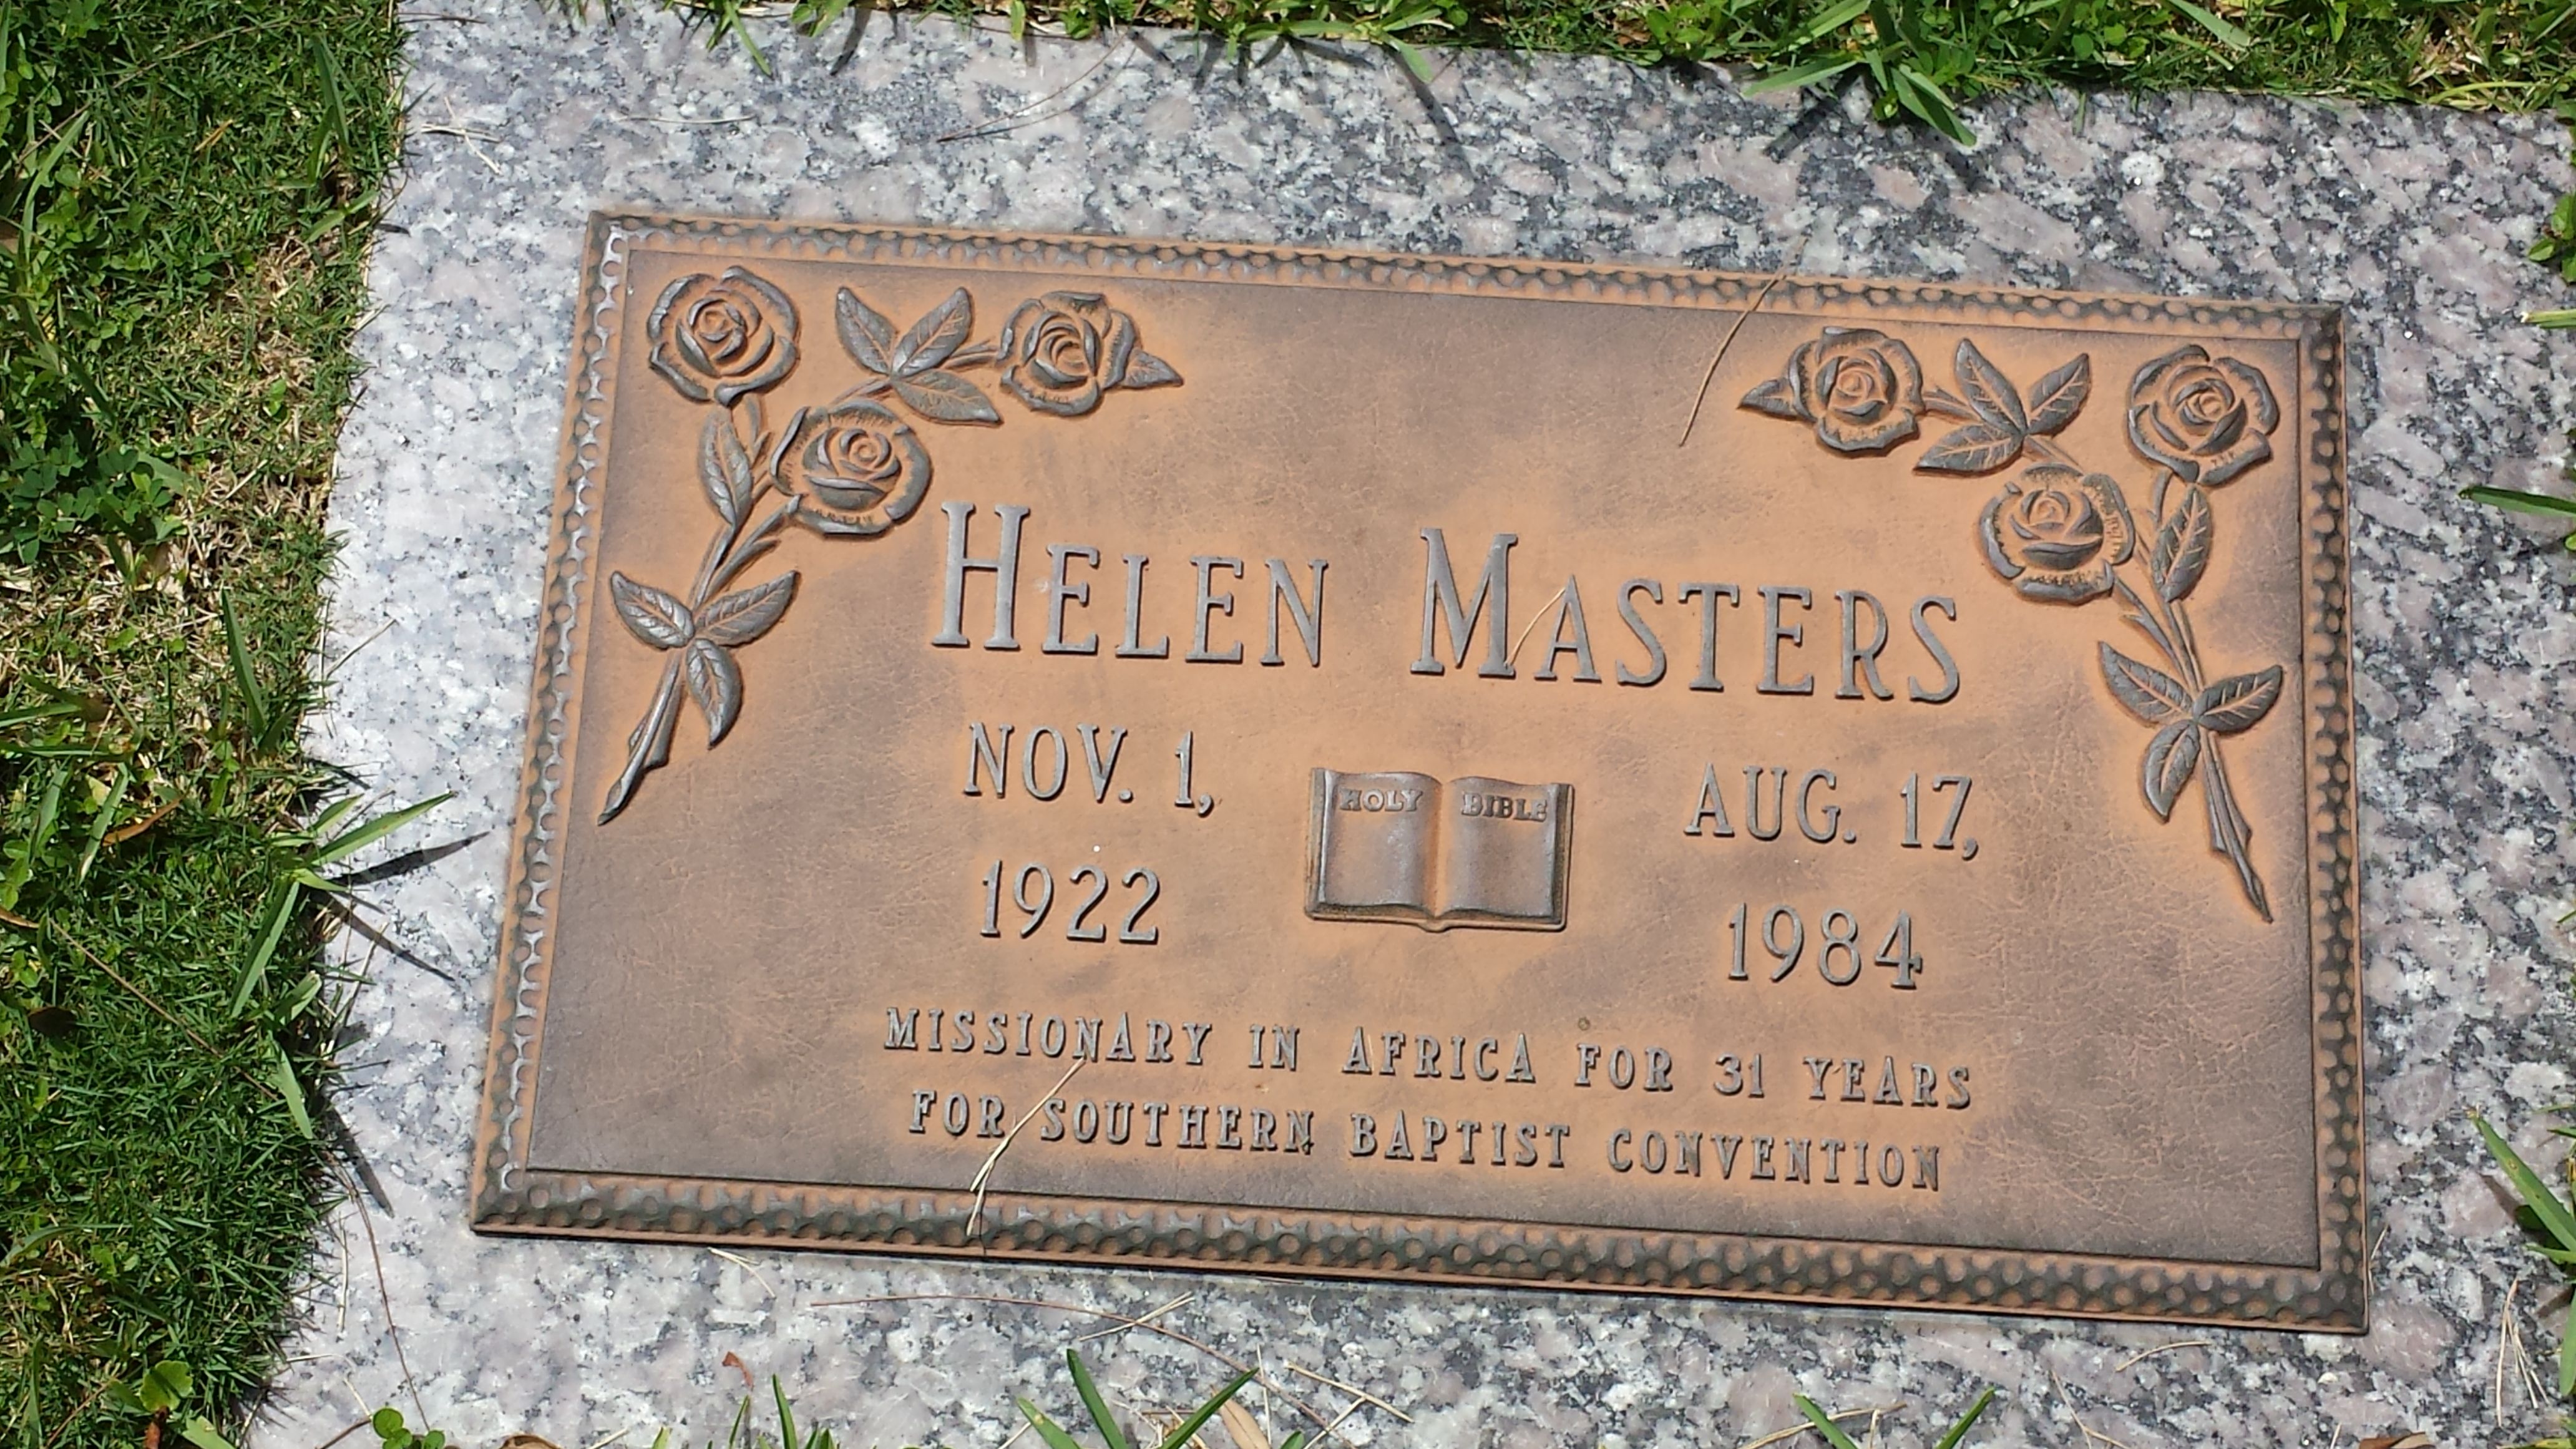 HELEN MASTERS
NOV. 1,
1922
HOLY BIBLE
AUG. 17,
1984
MISSIONARY IN AFRICA FOR 31 YEARS
FOR SOUTHERN BAPTIST CONVENTION